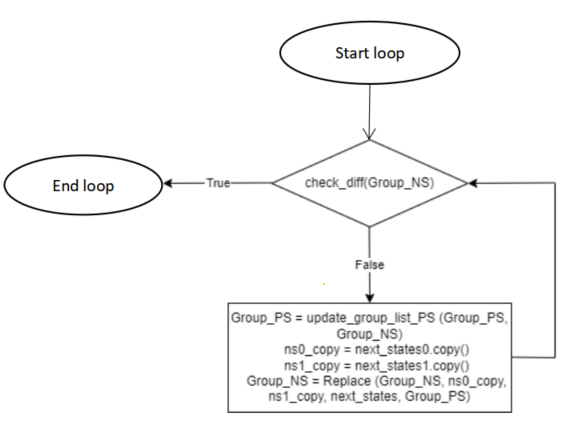 Start loop
End loop
True
check_diff(Group_NS)
False
Group_PS = update_group_list_PS (Group_PS,
Group_NS)
ns0_copy = next_states0.copy()
ns1_copy = next_states1.copy()
Group_NS = Replace (Group_NS, ns0_copy,
ns1_copy, next_states, Group_PS)